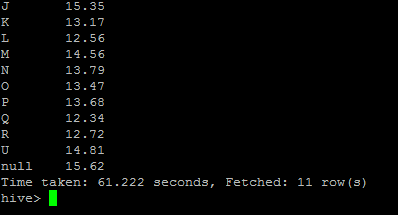 J 15.35
K 13.17
L 12.56
M 14.56
N 13.79
O 13.47
P 13.68
Q 12.34
R 12.72
U 14.81
null 15.62
Time taken: 61.222 seconds, Fetched: 11 row(s)
hive>